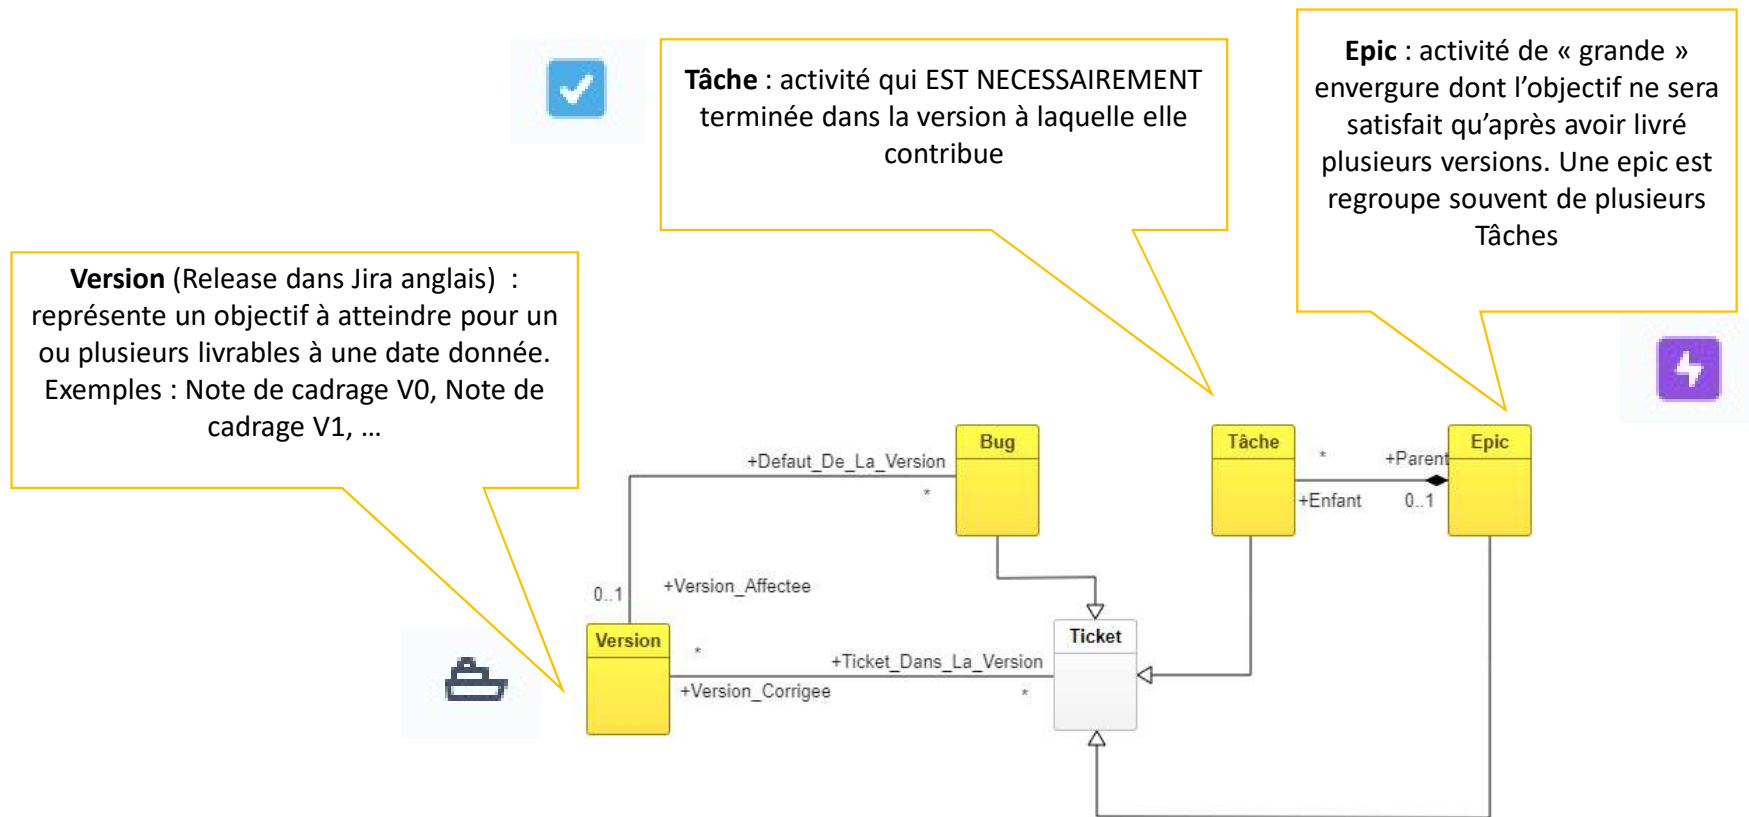 Tâche : activité qui EST NECESSAIREMENT
terminée dans la version à laquelle elle
contribue
Epic : activité de « grande »
envergure dont l’objectif ne sera
satisfait qu’après avoir livré
plusieurs versions. Une epic est
regroupe souvent de plusieurs
Tâches
Version (Release dans Jira anglais)  :
représente un objectif à atteindre pour un
ou plusieurs livrables à une date donnée.
Exemples : Note de cadrage V0, Note de
cadrage V1, …
Bug
Tâche
Epic
+Defaut_De_La_Version
*
*
+Parent
+Enfant
0..1
0..1
+Version_Affectee
Version
Ticket
*
+Ticket_Dans_La_Version
+Version_Corrigee
*